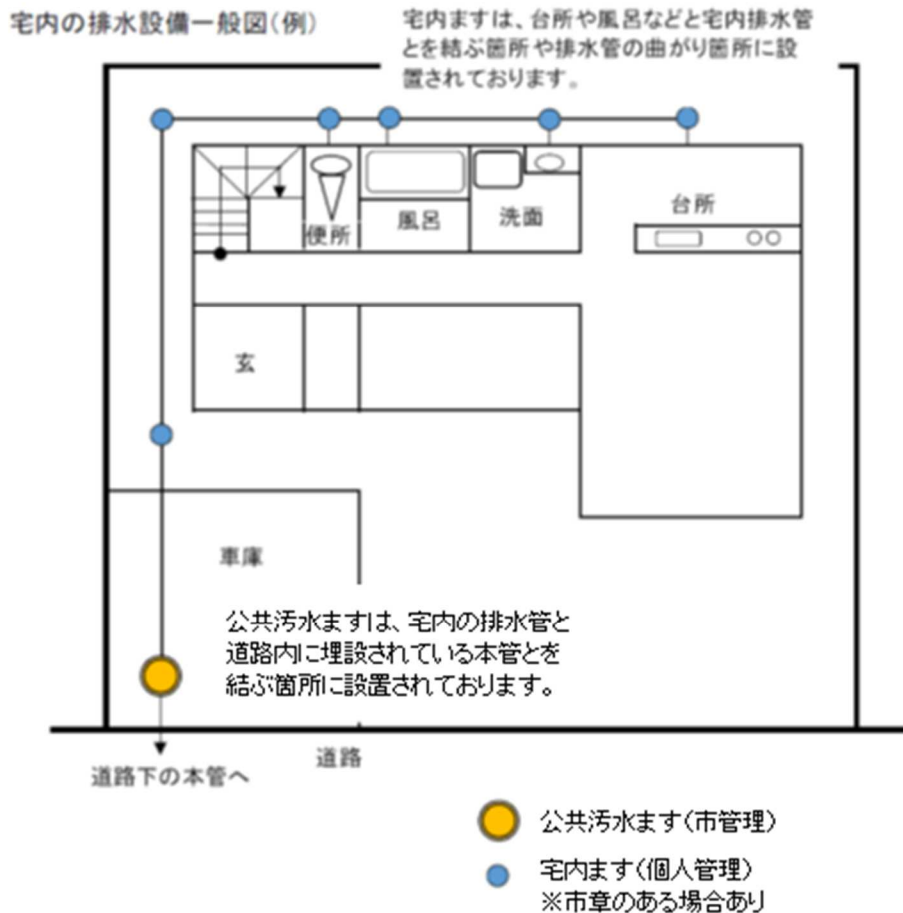 宅内の排水設備一般図(例)
宅内ますは、台所や風呂などと宅内排水管
とを結ぶ箇所や排水管の曲がり箇所に設
置されております。
便所
風呂
洗面
台所
玄
車庫
公共汚水ますは、宅内の排水管と
道路内に埋設されている本管とを
結ぶ箇所に設置されております。
道路下の本管へ
道路
公共汚水ます(市管理)
宅内ます(個人管理)
※市章のある場合あり